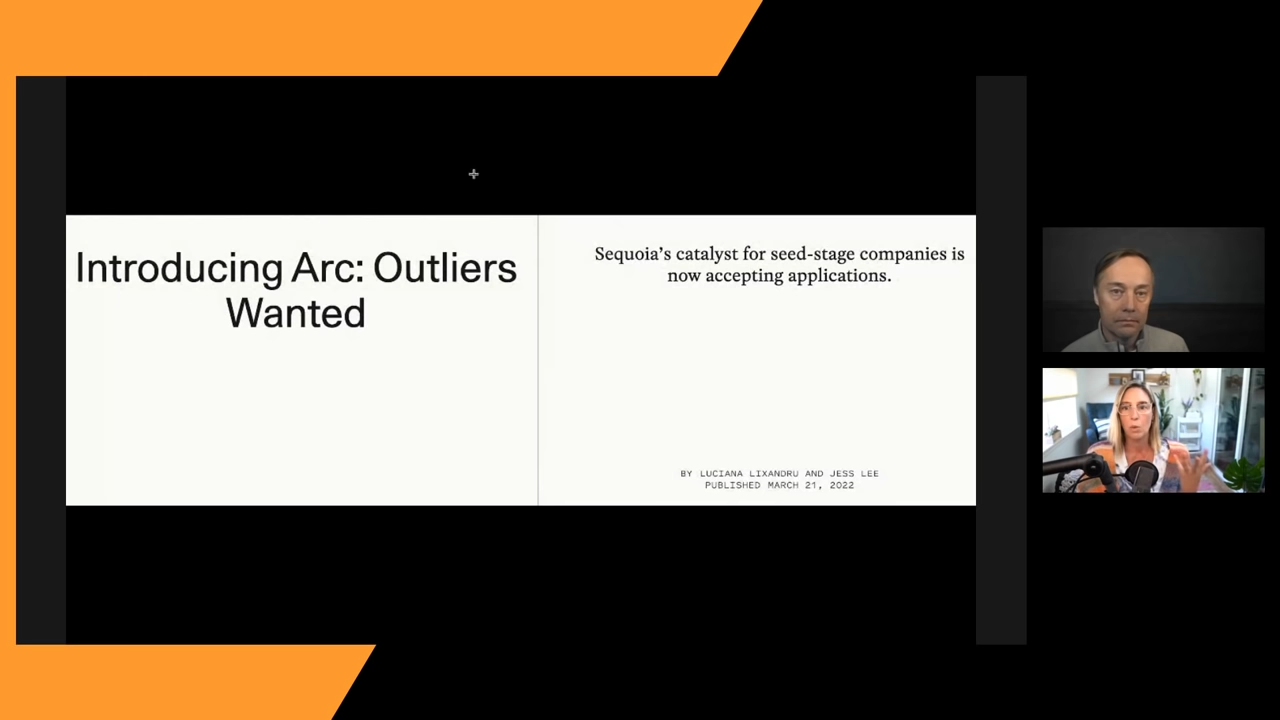 Introducing Arc: Outliers
Wanted
Sequoia’s catalyst for seed-stage companies is
now accepting applications.
BY LUCIANA LIXANDRU AND JESS LEE
PUBLISHED MARCH 21, 2022